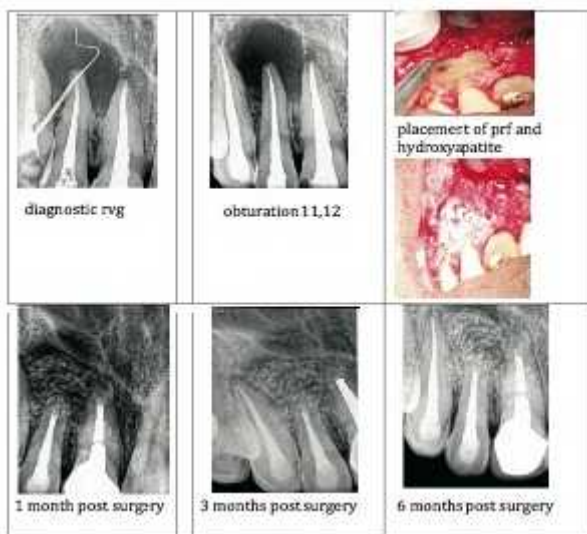 diagnostic rvg
obturation 11,12
placement of prf and
hydroxyapatite
1 month post surgery
3 months post surgery
6 months post surgery